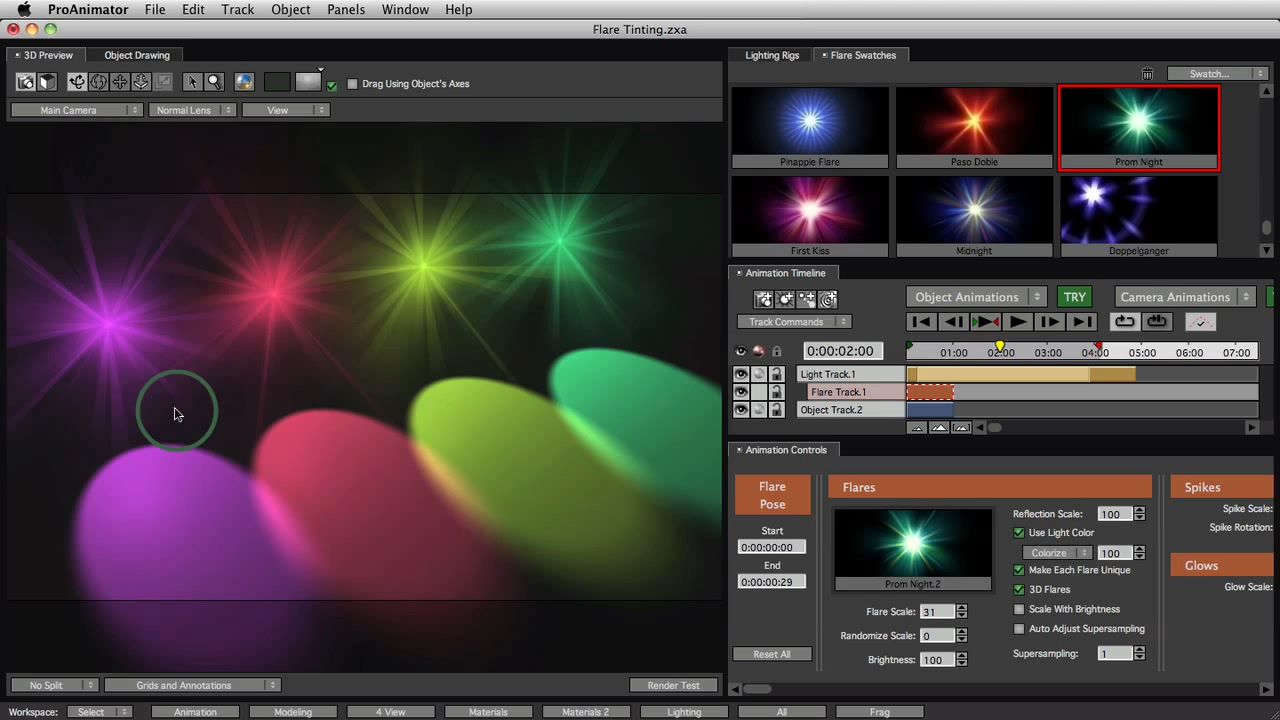 ProAnimator File Edit Track Object Panels Window Help
Flare Tinting.zxa
3D Preview Object Drawing
Drag Using Object's Axes
Main Camera Normal Lens View
No Split Grids and Annotations Render Test
Lighting Rigs Flare Swatches
Swatch...
Pinapple Flare Paso Doble Prom Night
First Kiss Midnight Doppelganger
Animation Timeline
Object Animations TRY Camera Animations
Track Commands
0:00:02:00 01:00 02:00 03:00 04:00 05:00 06:00 07:00
Light Track.1
Flare Track.1
Object Track.2
Animation Controls
Flare Pose
Start
0:00:00:00
End
0:00:00:29
Reset All
Flares
Prom Night.2
Flare Scale: 31
Randomize Scale: 0
Brightness: 100
Reflection Scale: 100
Use Light Color
Colorize 100
Make Each Flare Unique
3D Flares
Scale With Brightness
Auto Adjust Supersampling
Supersampling: 1
Spikes
Spike Scale:
Spike Rotation:
Glows
Glow Scale:
Workspace: Select Animation Modeling 4 View Materials Materials 2 Lighting All Frag